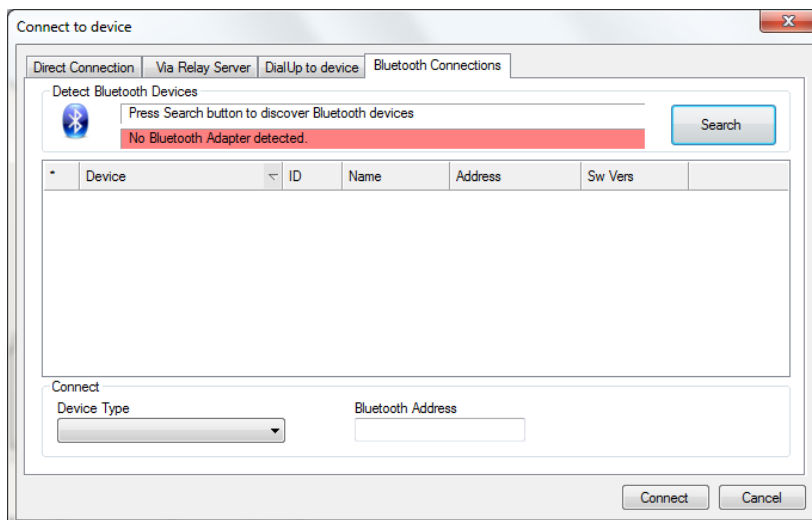 Connect to device
Direct Connection Via Relay Server DialUp to device Bluetooth Connections
Detect Bluetooth Devices
Press Search button to discover Bluetooth devices
No Bluetooth Adapter detected.
Search
* Device ID Name Address Sw Vers
Connect
Device Type Bluetooth Address
Connect Cancel